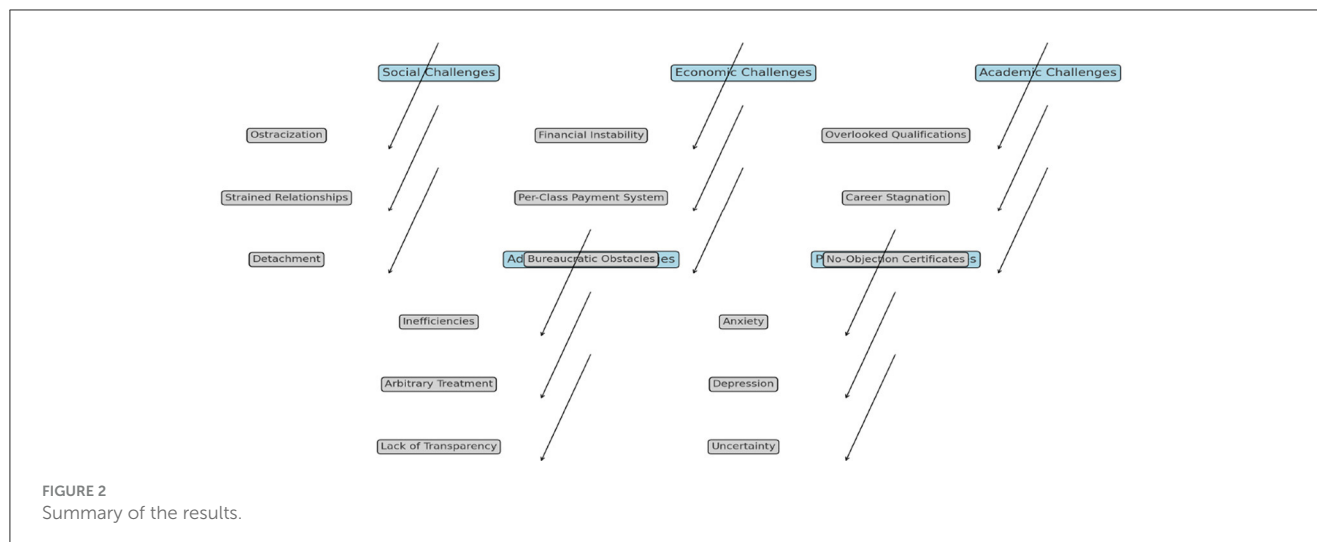 Social Challenges
Economic Challenges
Academic Challenges
Ostracization
Financial Instability
Overlooked Qualifications
Strained Relationships
Per-Class Payment System
Career Stagnation
Detachment
Bureaucratic Obstacles
No-Objection Certificates
Inefficiencies
Anxiety
Arbitrary Treatment
Depression
Lack of Transparency
Uncertainty
FIGURE 2
Summary of the results.